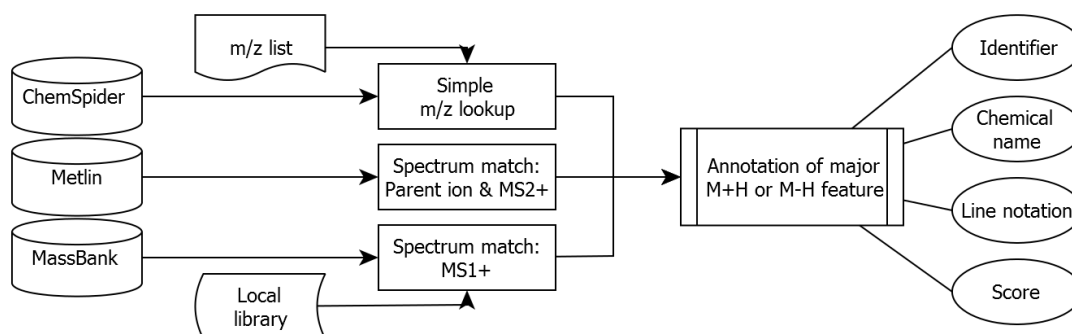 m/z list
ChemSpider
Simple
m/z lookup
Metlin
Spectrum match:
Parent ion & MS2+
MassBank
Spectrum match:
MS1+
Local
library
Annotation of major
M+H or M-H feature
Identifier
Chemical
name
Line notation
Score